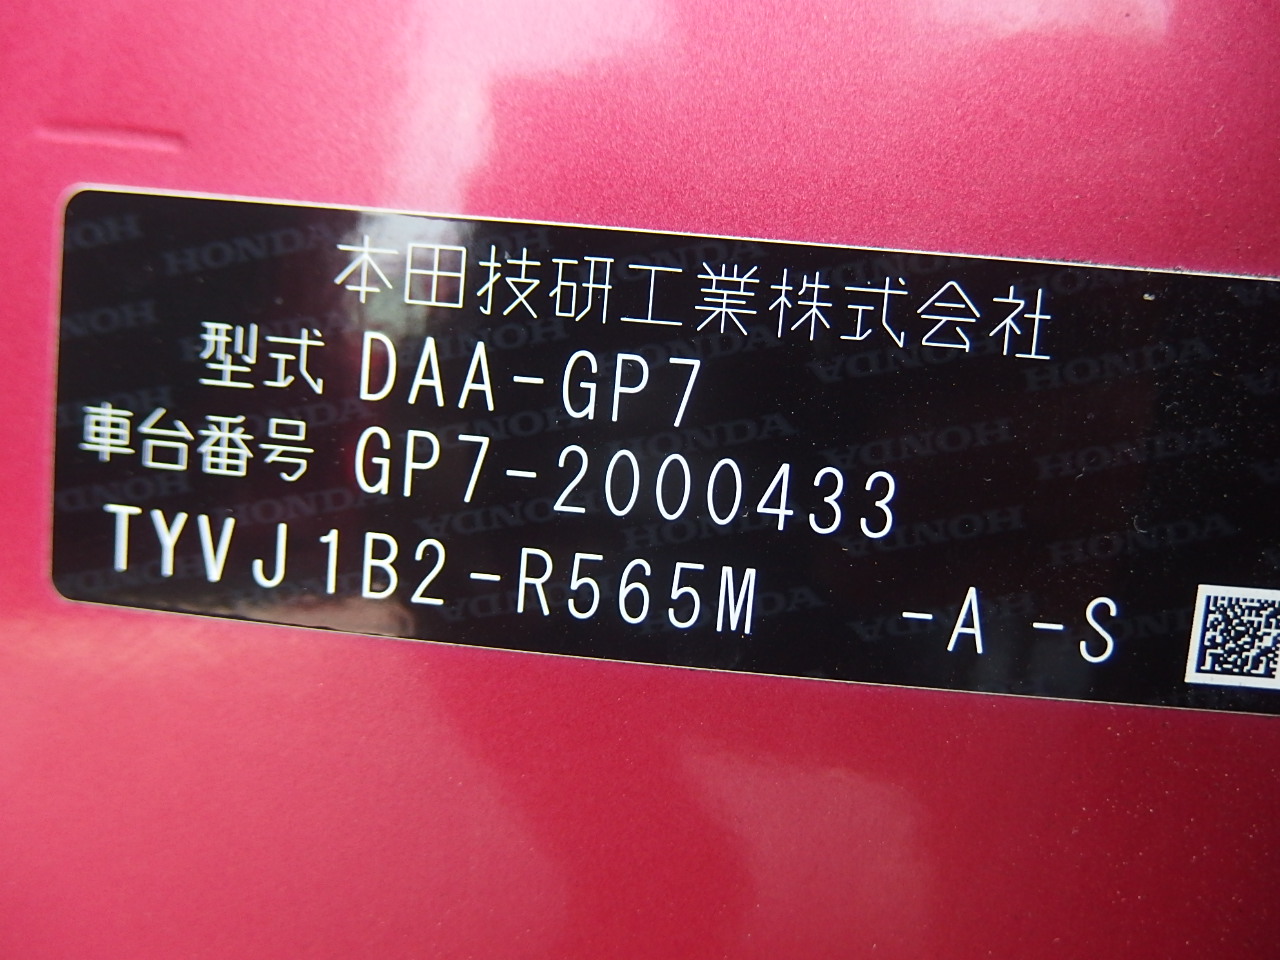 本田技研工業株式会社
型式 DAA-GP7
車台番号 GP7-2000433
TYVJ1B2-R565M -A -S